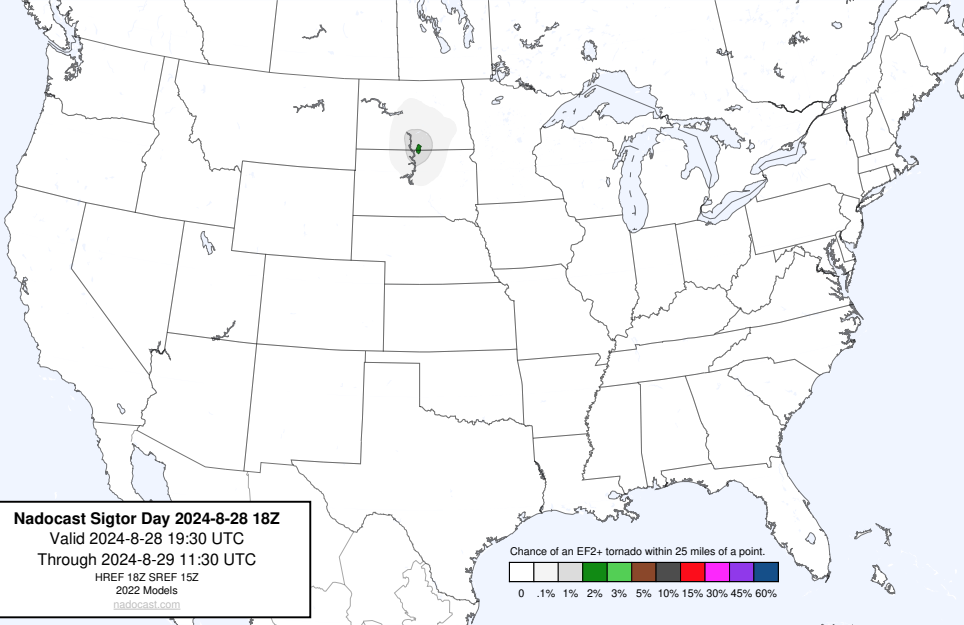 Nadocast Sigtor Day 2024-8-28 18Z
Valid 2024-8-28 19:30 UTC
Through 2024-8-29 11:30 UTC
HREF 18Z SREF 15Z
2022 Models
nadocast.com
Chance of an EF2+ tornado within 25 miles of a point.
0 .1% 1% 2% 3% 5% 10% 15% 30% 45% 60%